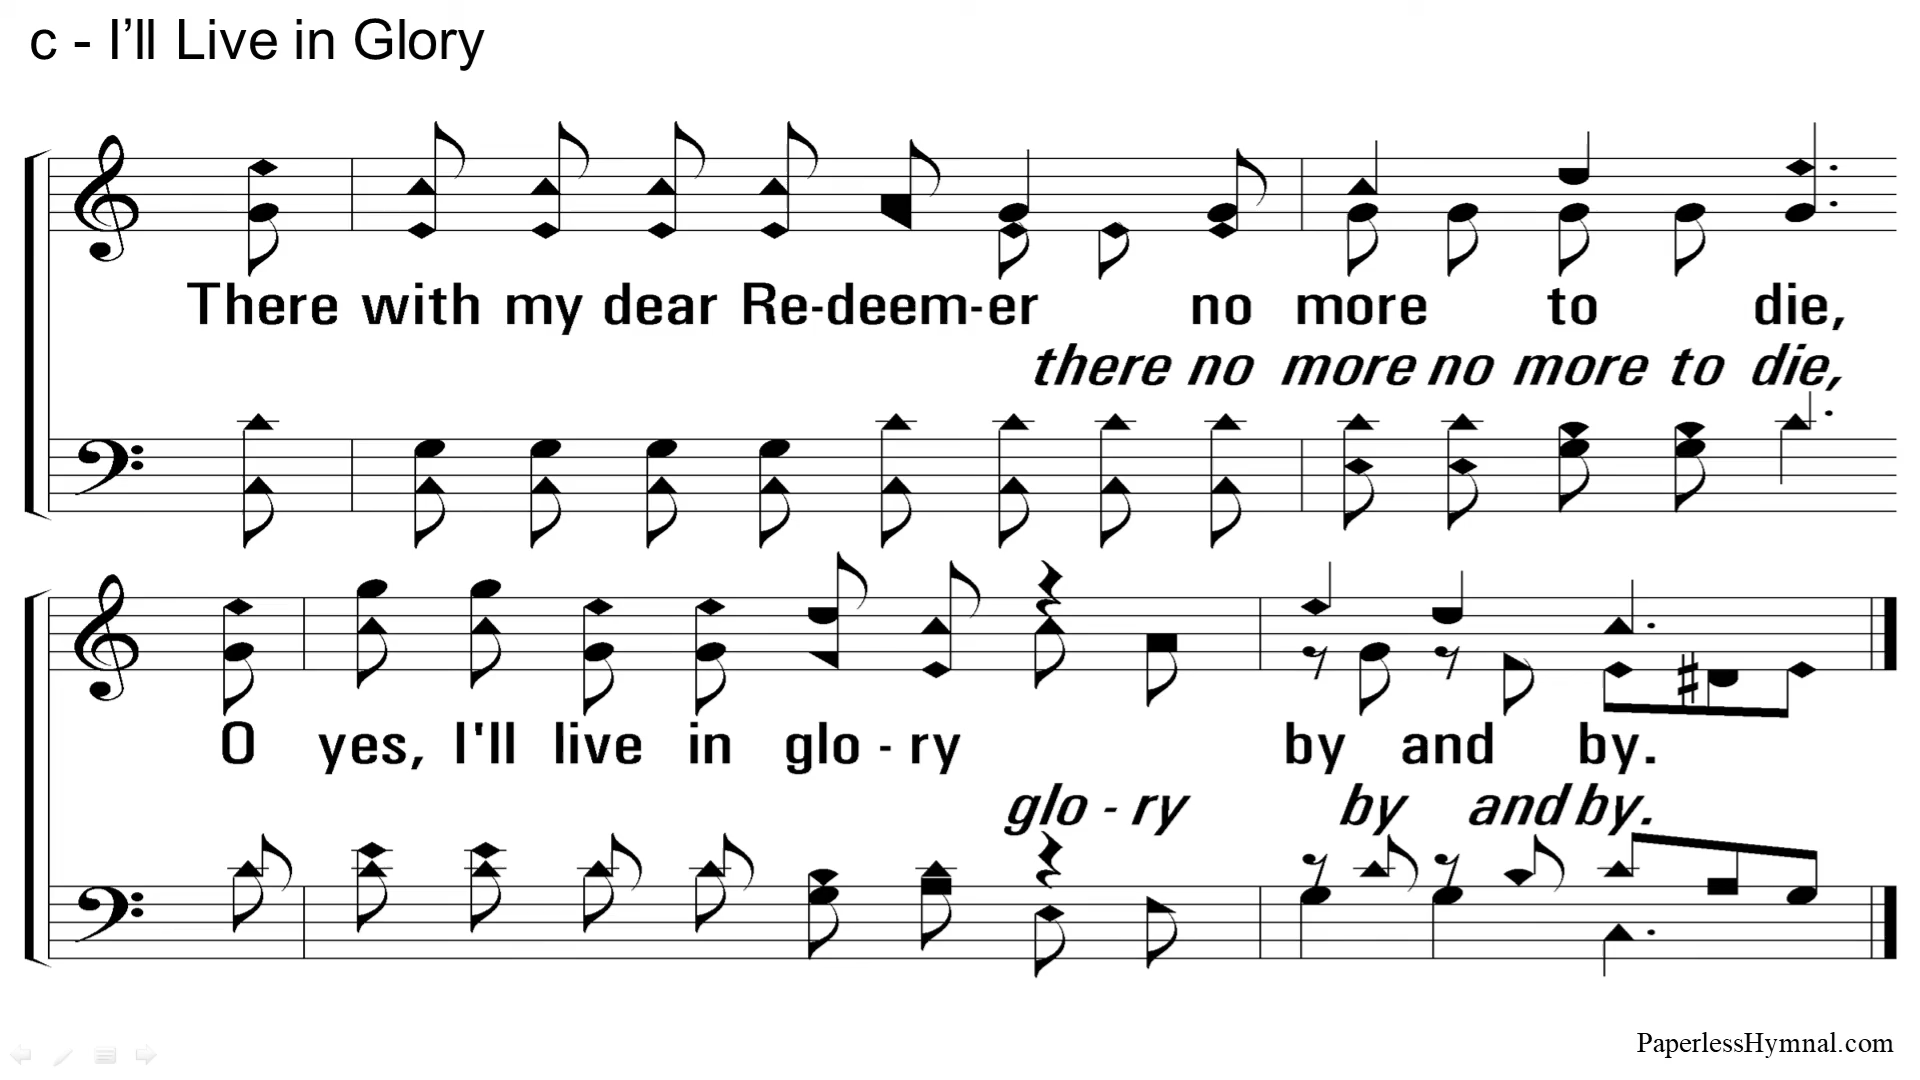 c - I’ll Live in Glory
There with my dear Re-deem-er no more to die,
there no more no more to die,
O yes, I'll live in glo - ry by and by.
glo - ry by and by.
PaperlessHymnal.com